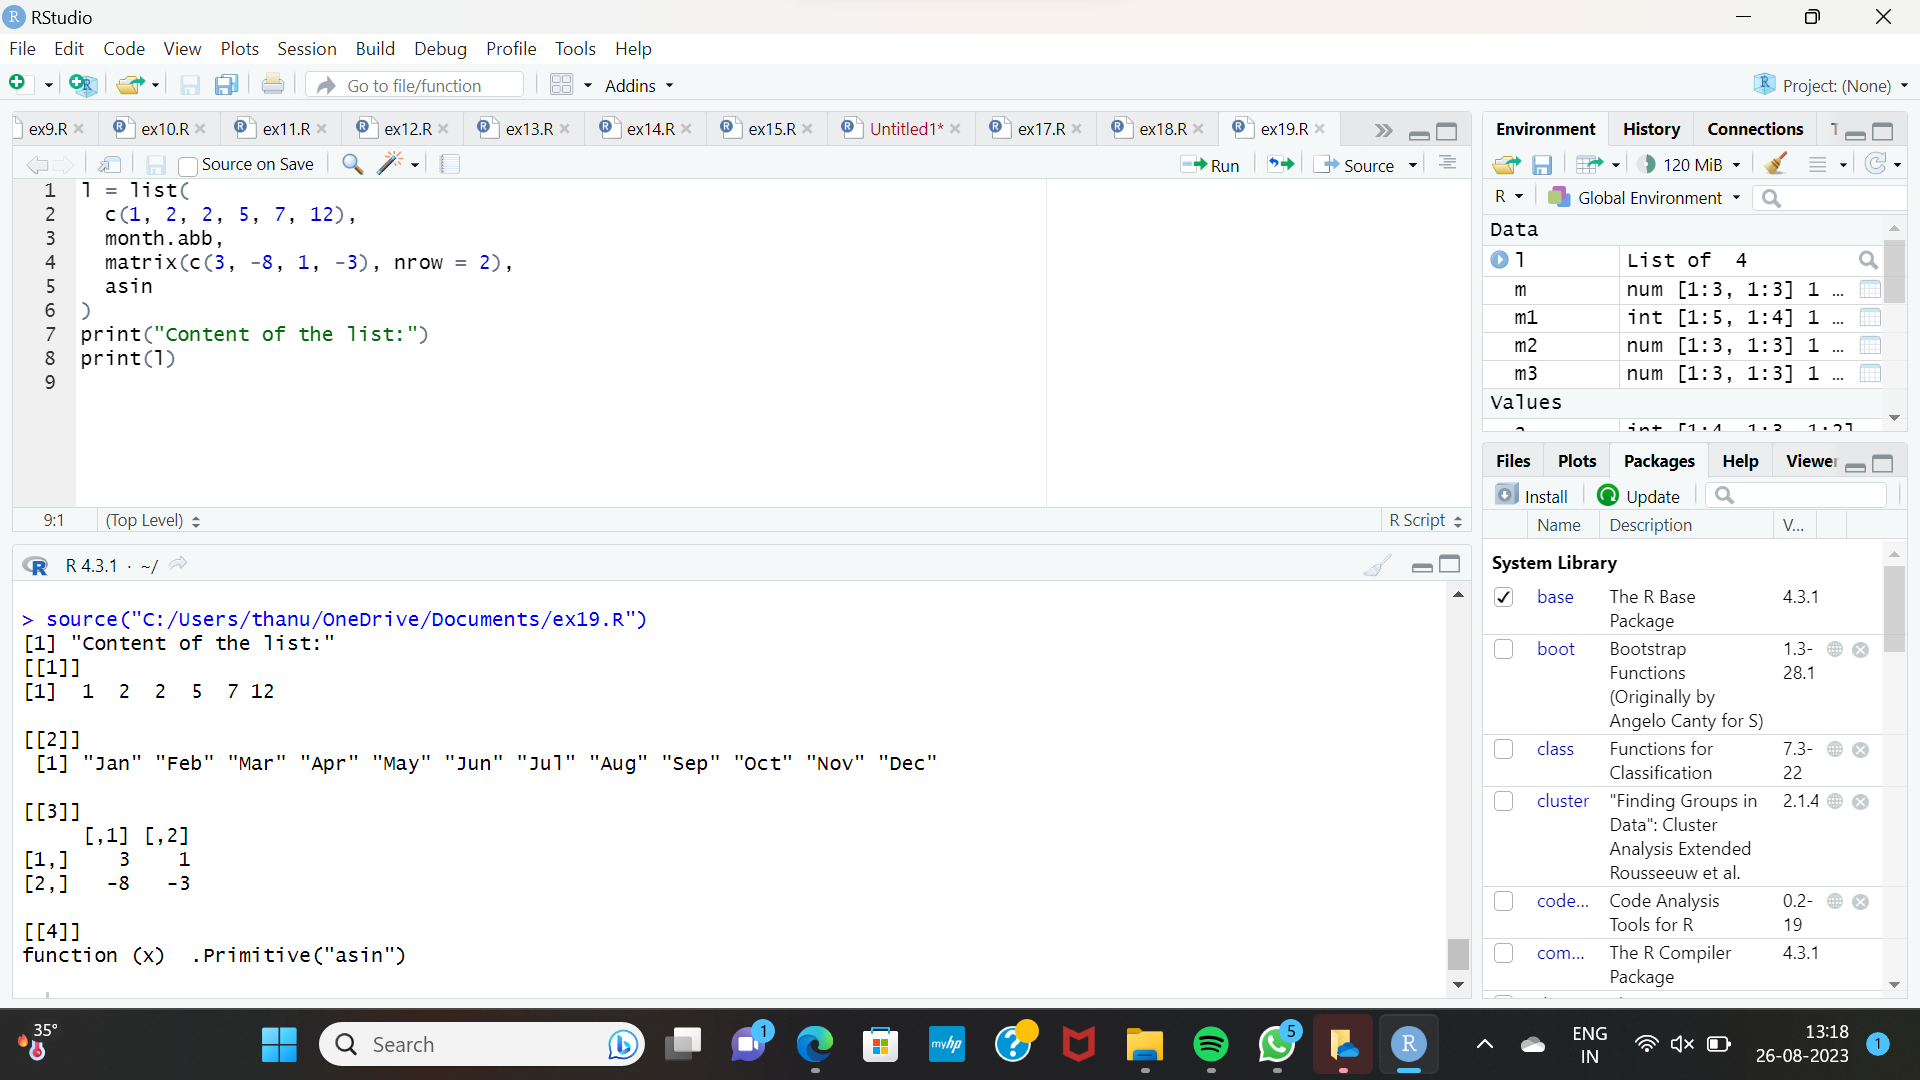 RStudio
File Edit Code View Plots Session Build Debug Profile Tools Help
Go to file/function Addins Project: (None)
ex9.R ex10.R ex11.R ex12.R ex13.R ex14.R ex15.R Untitled1* ex17.R ex18.R ex19.R
Source on Save Run Source
1 l = list(
2 c(1, 2, 2, 5, 7, 12),
3 month.abb,
4 matrix(c(3, -8, 1, -3), nrow = 2),
5 asin
6 )
7 print("Content of the list:")
8 print(l)
9
9:1 (Top Level) R Script
R 4.3.1 · ~/
> source("C:/Users/thanu/OneDrive/Documents/ex19.R")
[1] "Content of the list:"
[[1]]
[1] 1 2 2 5 7 12
[[2]]
[1] "Jan" "Feb" "Mar" "Apr" "May" "Jun" "Jul" "Aug" "Sep" "Oct" "Nov" "Dec"
[[3]]
[,1] [,2]
[1,] 3 1
[2,] -8 -3
[[4]]
function (x) .Primitive("asin")
Environment History Connections
120 MiB
R Global Environment
Data
l List of 4
m num [1:3, 1:3] 1 ...
m1 int [1:5, 1:4] 1 ...
m2 num [1:3, 1:3] 1 ...
m3 num [1:3, 1:3] 1 ...
Values
Files Plots Packages Help Viewer
Install Update
Name Description V...
System Library
base The R Base 4.3.1
Package
boot Bootstrap 1.3-
Functions 28.1
(Originally by
Angelo Canty for S)
class Functions for 7.3-
Classification 22
cluster "Finding Groups in 2.1.4
Data": Cluster
Analysis Extended
Rousseeuw et al.
code... Code Analysis 0.2-
Tools for R 19
com... The R Compiler 4.3.1
Package
35°
Search
1
myhp
5
ENG
IN
13:18
26-08-2023
1